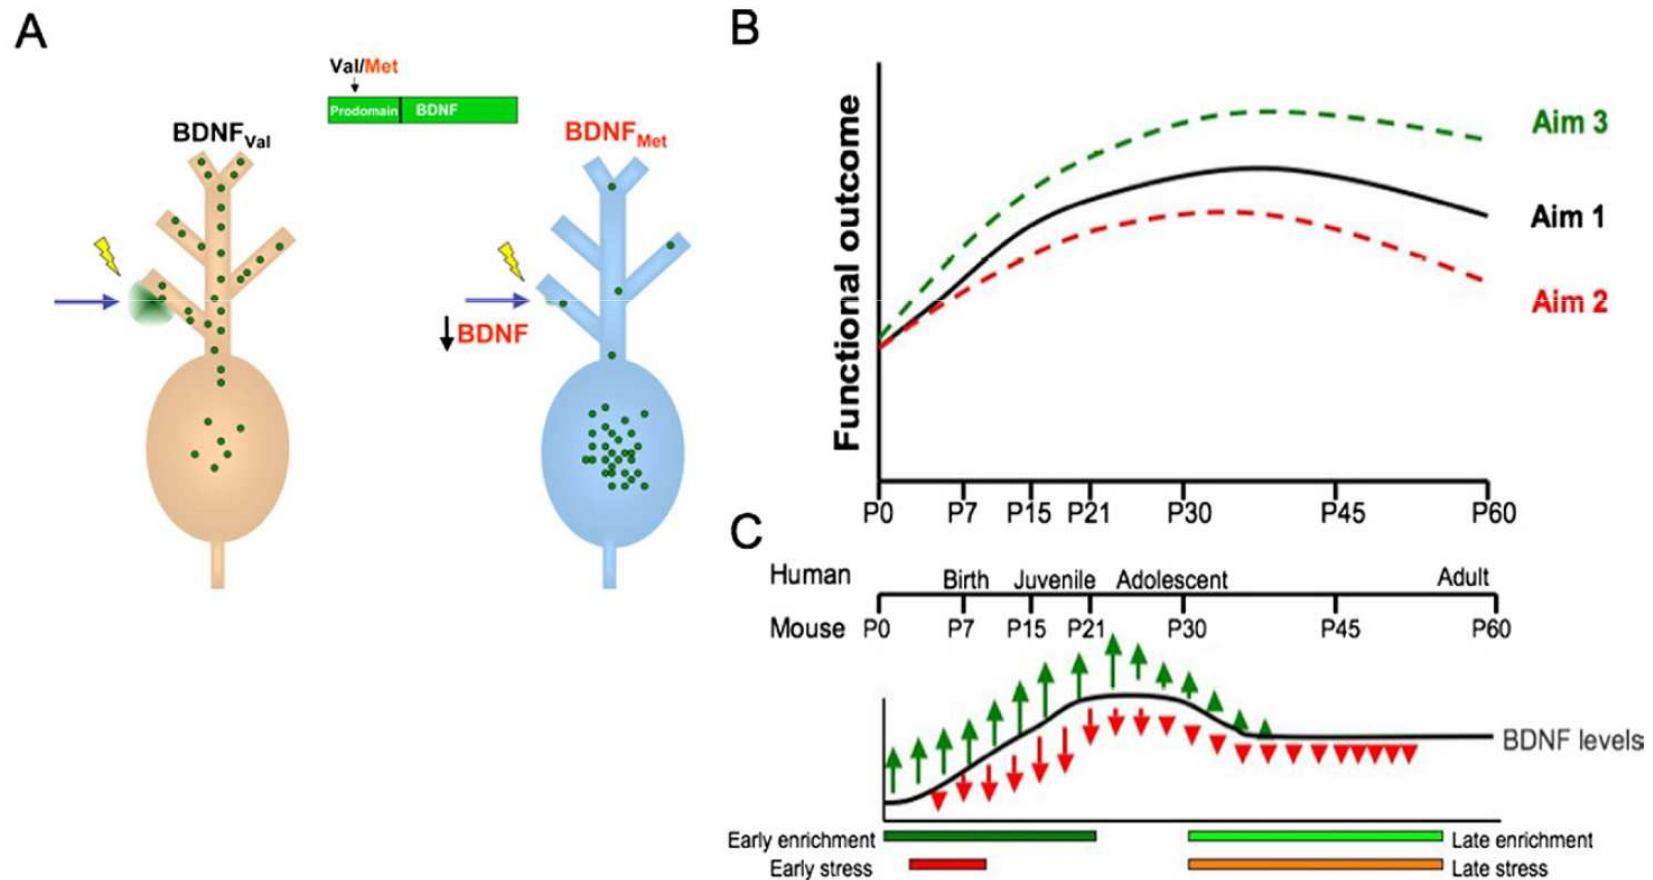 A
Val/Met
Prodomain BDNF
BDNFVal
BDNFMet
BDNF
B
Functional outcome
Aim 3
Aim 1
Aim 2
P0 P7 P15 P21 P30 P45 P60
C
Human Birth Juvenile Adolescent Adult
Mouse P0 P7 P15 P21 P30 P45 P60
BDNF levels
Early enrichment Late enrichment
Early stress Late stress